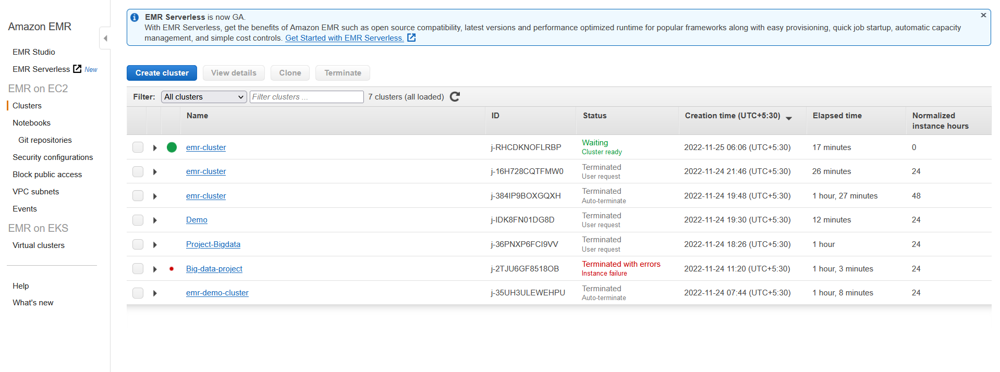 Amazon EMR
EMR Studio
EMR Serverless New
EMR on EC2
Clusters
Notebooks
Git repositories
Security configurations
Block public access
VPC subnets
Events
EMR on EKS
Virtual clusters
Help
What's new
EMR Serverless is now GA.
With EMR Serverless, get the benefits of Amazon EMR such as open source compatibility, latest versions and performance optimized runtime for popular frameworks along with easy provisioning, quick job startup, automatic capacity
management, and simple cost controls. Get Started with EMR Serverless.
Create cluster View details Clone Terminate
Filter: All clusters Filter clusters ... 7 clusters (all loaded)
Name ID Status Creation time (UTC+5:30) Elapsed time Normalized
instance hours
emr-cluster j-RHCDKNOFLRBP Waiting 2022-11-25 06:06 (UTC+5:30) 17 minutes 0
Cluster ready
emr-cluster j-16H728CQTFMW0 Terminated 2022-11-24 21:46 (UTC+5:30) 26 minutes 24
User request
emr-cluster j-384IP9BOXGQXH Terminated 2022-11-24 19:48 (UTC+5:30) 1 hour, 27 minutes 48
Auto-terminate
Demo j-IDK8FN01DG8D Terminated 2022-11-24 19:30 (UTC+5:30) 12 minutes 24
User request
Project-Bigdata j-36PNXP6FCI9VV Terminated 2022-11-24 18:26 (UTC+5:30) 1 hour 24
User request
Big-data-project j-2TJU6GF8518OB Terminated with errors 2022-11-24 11:20 (UTC+5:30) 1 hour, 3 minutes 24
Instance failure
emr-demo-cluster j-35UH3ULEWEHPU Terminated 2022-11-24 07:44 (UTC+5:30) 1 hour, 8 minutes 24
Auto-terminate